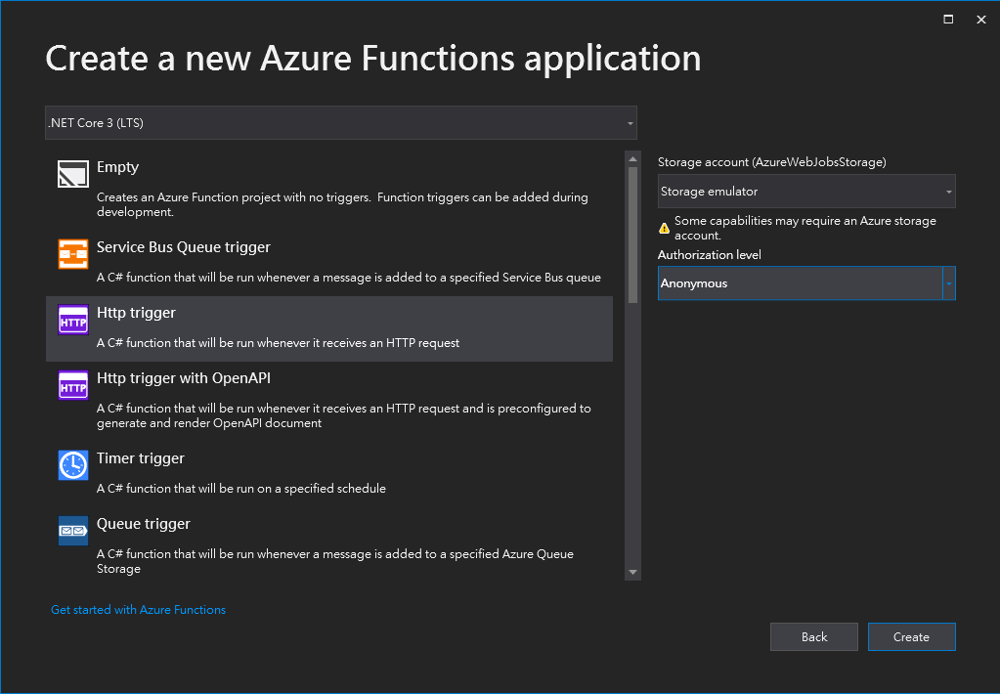 Create a new Azure Functions application
.NET Core 3 (LTS)
Empty
Creates an Azure Function project with no triggers.  Function triggers can be added during
development.
Service Bus Queue trigger
A C# function that will be run whenever a message is added to a specified Service Bus queue
HTTP
Http trigger
A C# function that will be run whenever it receives an HTTP request
HTTP
Http trigger with OpenAPI
A C# function that will be run whenever it receives an HTTP request and is preconfigured to
generate and render OpenAPI document
Timer trigger
A C# function that will be run on a specified schedule
Queue trigger
A C# function that will be run whenever a message is added to a specified Azure Queue
Storage
Storage account (AzureWebJobsStorage)
Storage emulator
Some capabilities may require an Azure storage
account.
Authorization level
Anonymous
Get started with Azure Functions
Back
Create